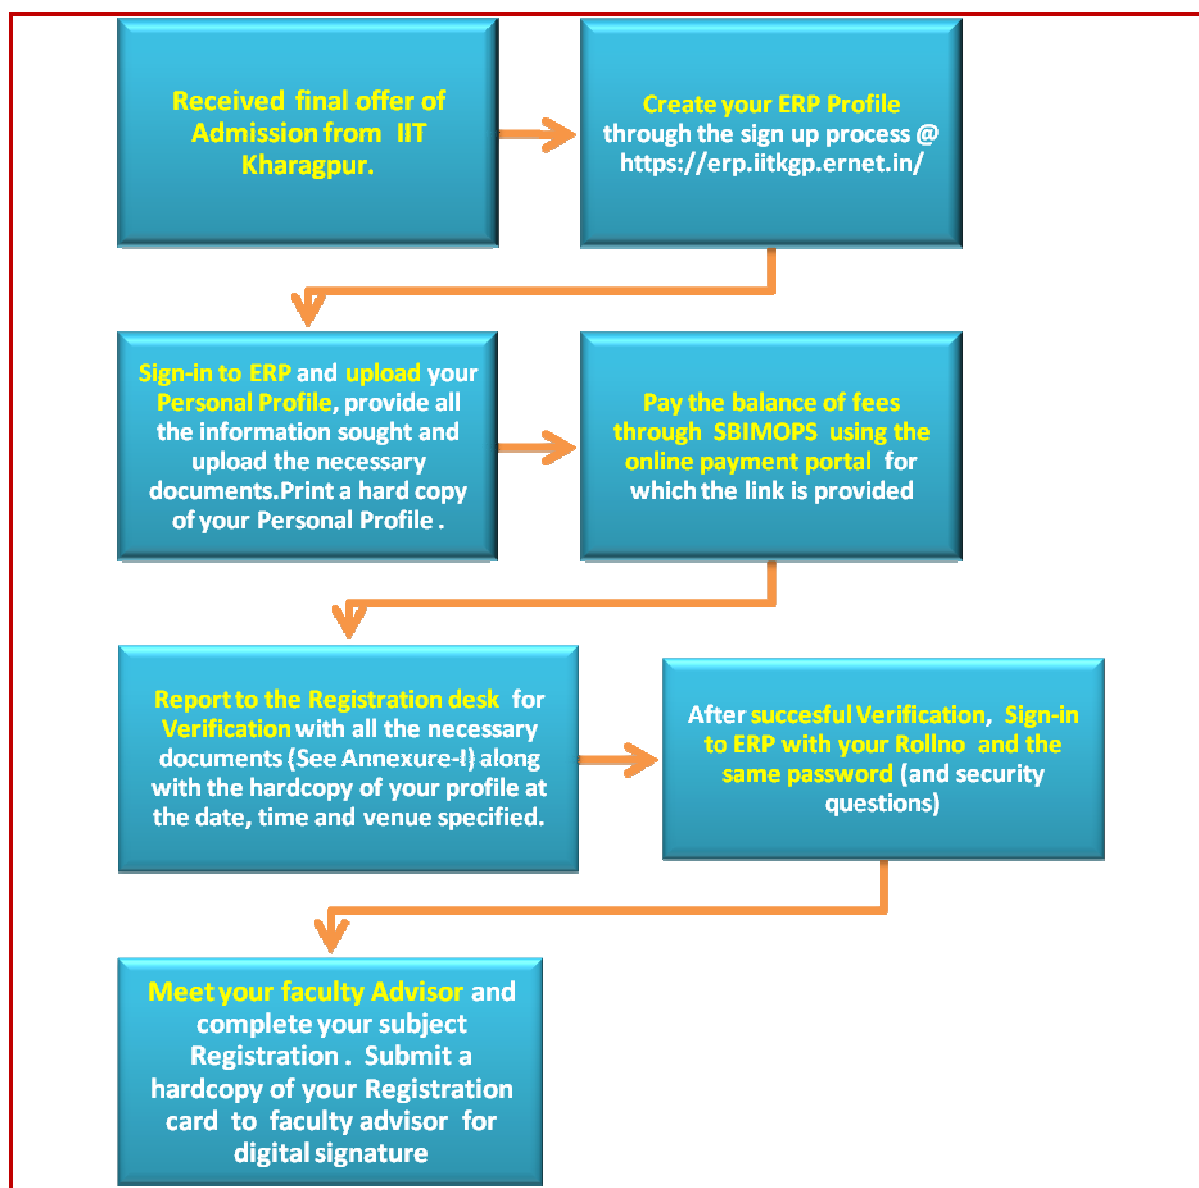 Received final offer of
Admission from IIT
Kharagpur.
Create your ERP Profile
through the sign up process @
https://erp.iitkgp.ernet.in/
Sign-in to ERP and upload your
Personal Profile, provide all
the information sought and
upload the necessary
documents.Print a hard copy
of your Personal Profile .
Pay the balance of fees
through SBIMOPS using the
online payment portal for
which the link is provided
Report to the Registration desk for
Verification with all the necessary
documents (See Annexure-I) along
with the hardcopy of your profile at
the date, time and venue specified.
After succesful Verification, Sign-in
to ERP with your Rollno and the
same password (and security
questions)
Meet your faculty Advisor and
complete your subject
Registration . Submit a
hardcopy of your Registration
card to faculty advisor for
digital signature